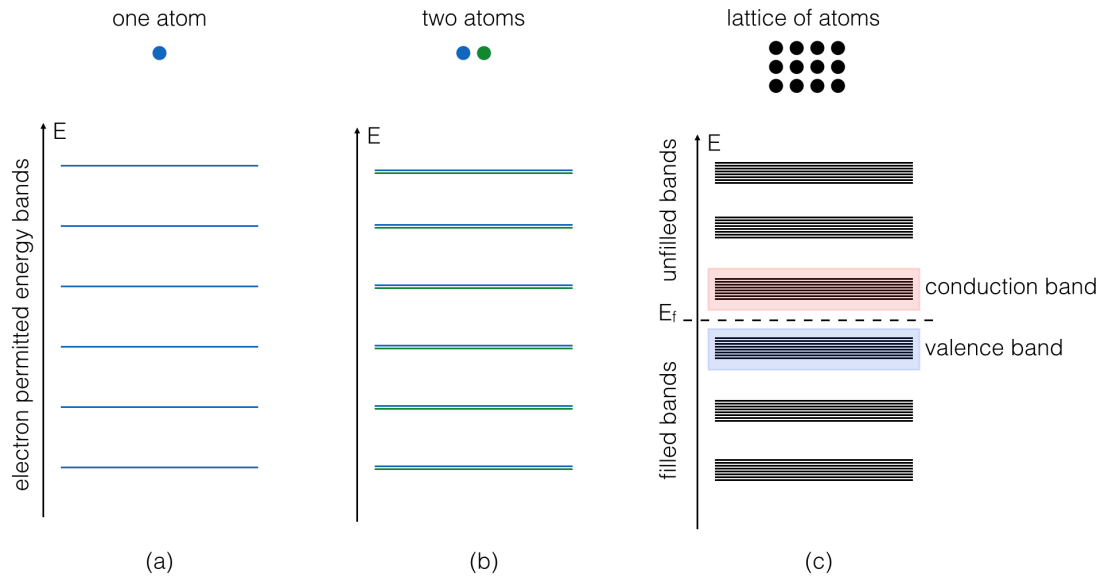 one atom
two atoms
lattice of atoms
electron permitted energy bands
E
E
E
unfilled bands
conduction band
Ef
valence band
filled bands
(a)
(b)
(c)